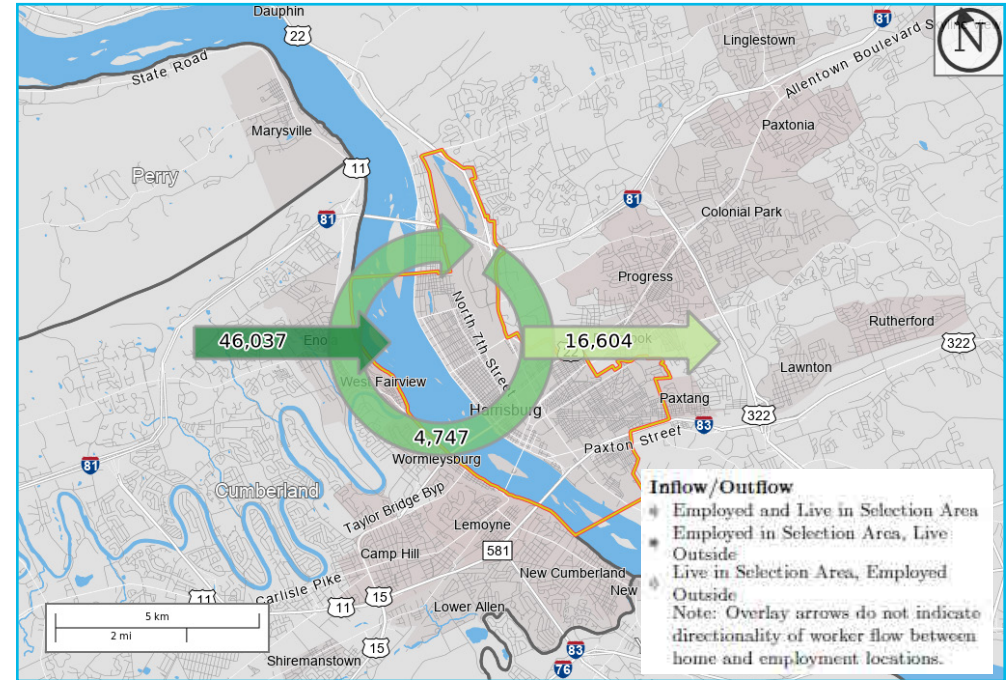 Dauphin
22
81
Linglestown
Allentown Boulevard S
N
State Road
Marysville
Paxtonia
11
Perry
81
81
Colonial Park
Progress
North 7th Street
46,037
16,604
Rutherford
322
Lawnton
22
West Fairview
Harrisburg
Paxtang
322
4,747
Paxton Street
83
Wormleysburg
81
Cumberland
Taylor Bridge Byp
Lemoyne
Camp Hill
581
New Cumberland
New
Carlisle Pike
11
11
15
Lower Allen
15
Shiremanstown
83
76
5 km
2 mi
Inflow/Outflow
Employed and Live in Selection Area
Employed in Selection Area, Live
Outside
Live in Selection Area, Employed
Outside
Note: Overlay arrows do not indicate
directionality of worker flow between
home and employment locations.